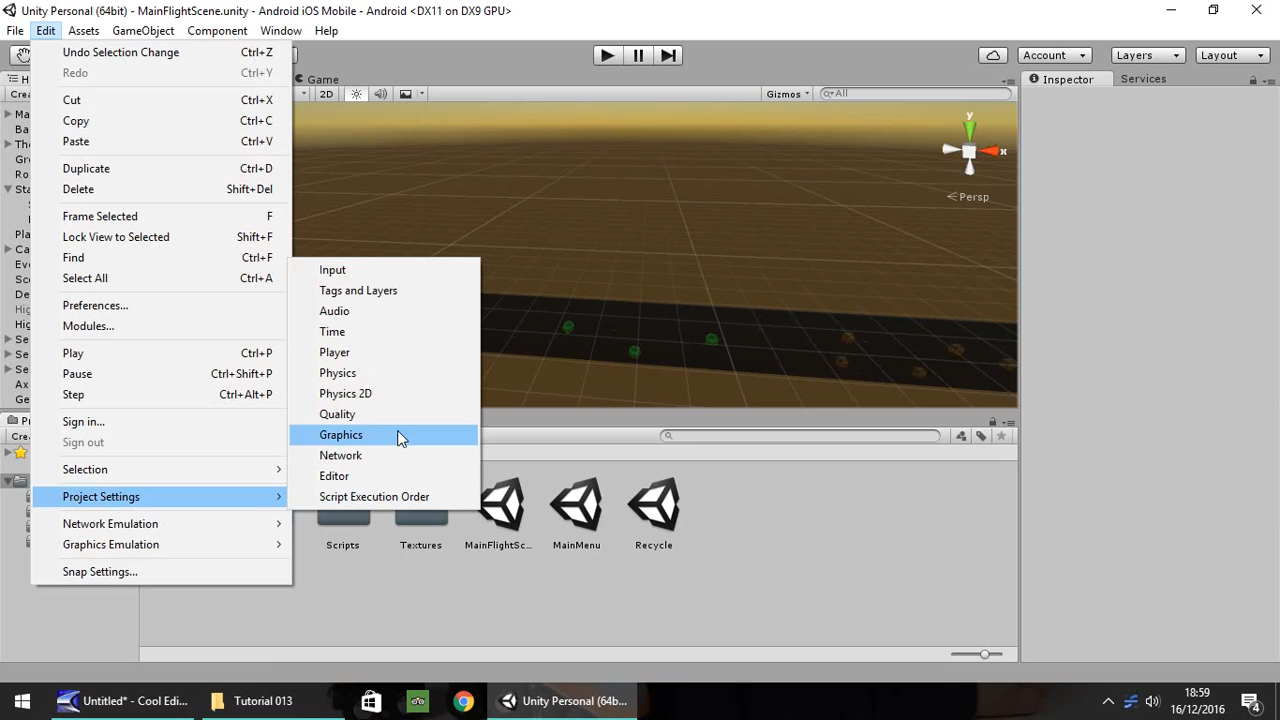 Unity Personal (64bit) - MainFlightScene.unity - Android iOS Mobile - Android <DX11 on DX9 GPU>
File Edit Assets GameObject Component Window Help
Account Layers Layout
Game
Inspector Services
2D Gizmos All
y
x
Persp
Undo Selection Change Ctrl+Z
Redo Ctrl+Y
Cut Ctrl+X
Copy Ctrl+C
Paste Ctrl+V
Duplicate Ctrl+D
Delete Shift+Del
Frame Selected F
Lock View to Selected Shift+F
Find Ctrl+F
Select All Ctrl+A
Preferences...
Modules...
Play Ctrl+P
Pause Ctrl+Shift+P
Step Ctrl+Alt+P
Sign in...
Sign out
Selection
Project Settings
Network Emulation
Graphics Emulation
Snap Settings...
Input
Tags and Layers
Audio
Time
Player
Physics
Physics 2D
Quality
Graphics
Network
Editor
Script Execution Order
Scripts Textures MainFlightSc... MainMenu Recycle
Untitled* - Cool Edi... Tutorial 013 Unity Personal (64b...
18:59
16/12/2016
4